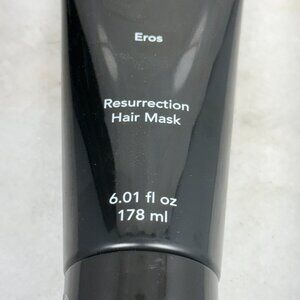 Eros
Resurrection
Hair Mask
6.01 fl oz
178 ml